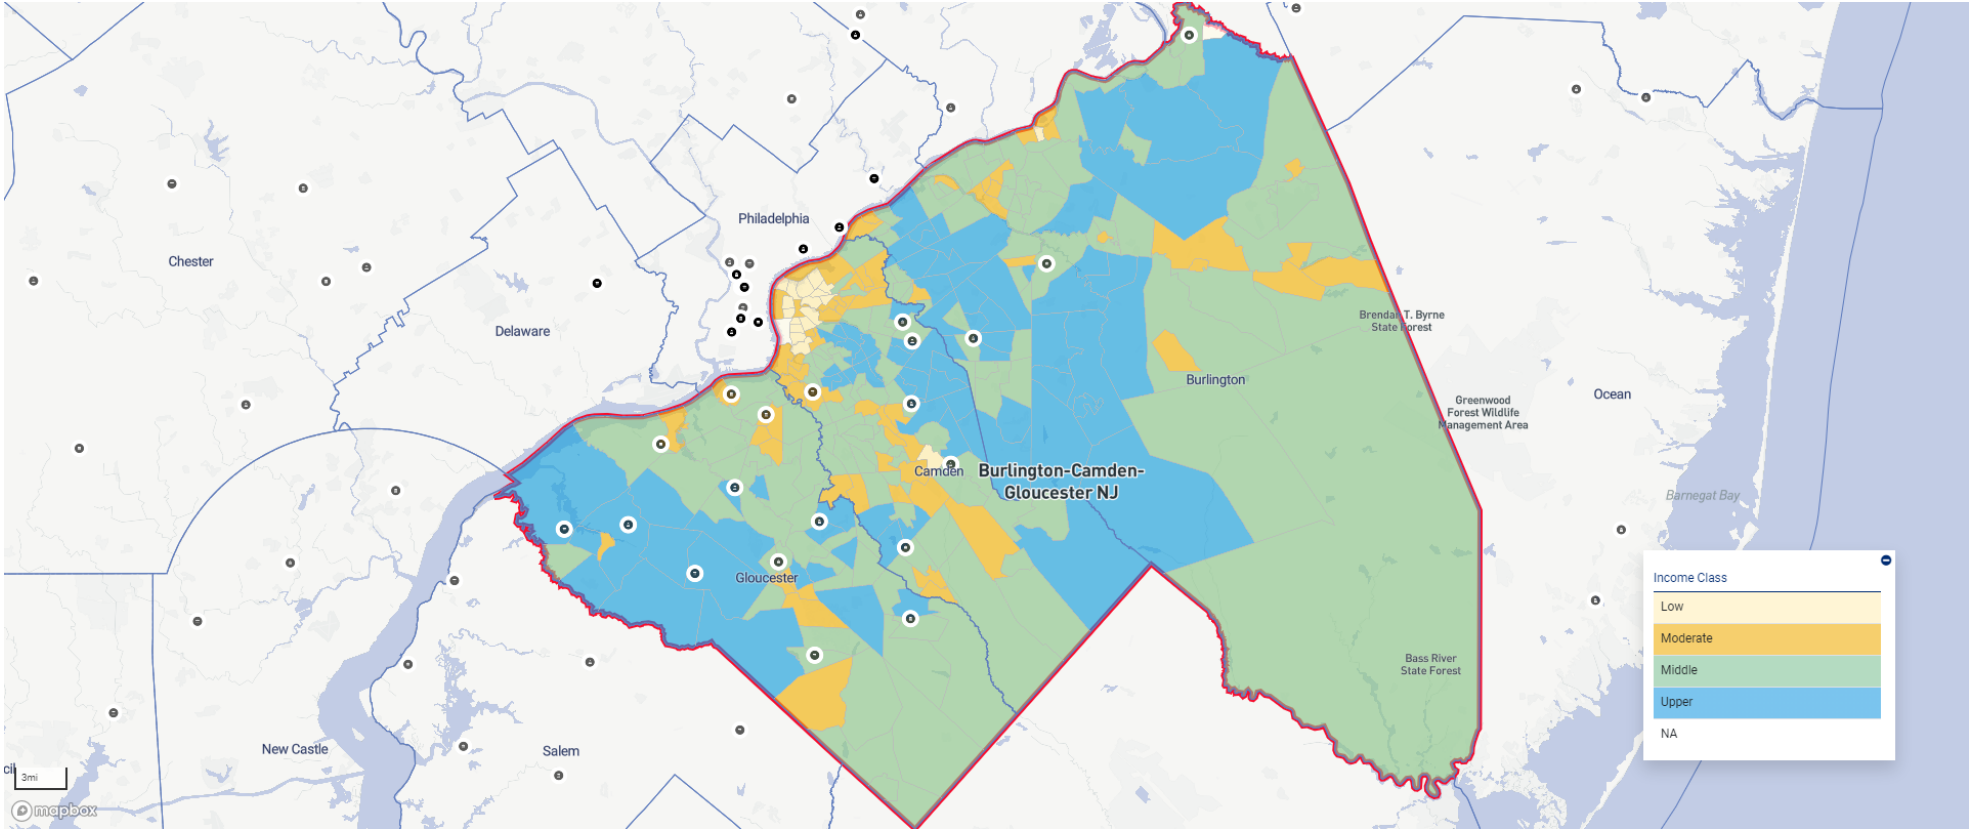 Philadelphia
Chester
Delaware
Brendan T. Byrne
State Forest
Burlington
Ocean
Greenwood
Forest Wildlife
Management Area
Camden
Burlington-Camden-
Gloucester NJ
Barnegat Bay
Gloucester
Income Class
Low
Moderate
Middle
Upper
NA
Bass River
State Forest
New Castle
Salem
cil
3mi
mapbox